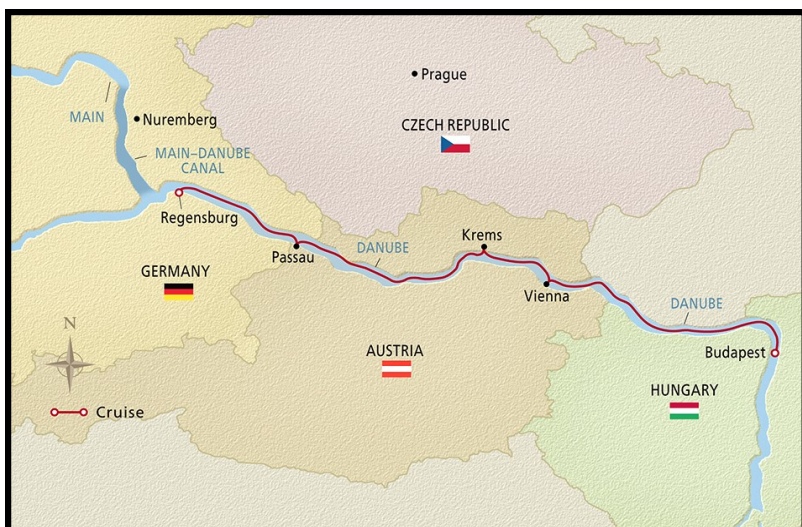 Prague
MAIN
Nuremberg
CZECH REPUBLIC
MAIN–DANUBE
CANAL
Regensburg
Krems
Passau
DANUBE
GERMANY
Vienna
DANUBE
N
AUSTRIA
Budapest
HUNGARY
Cruise